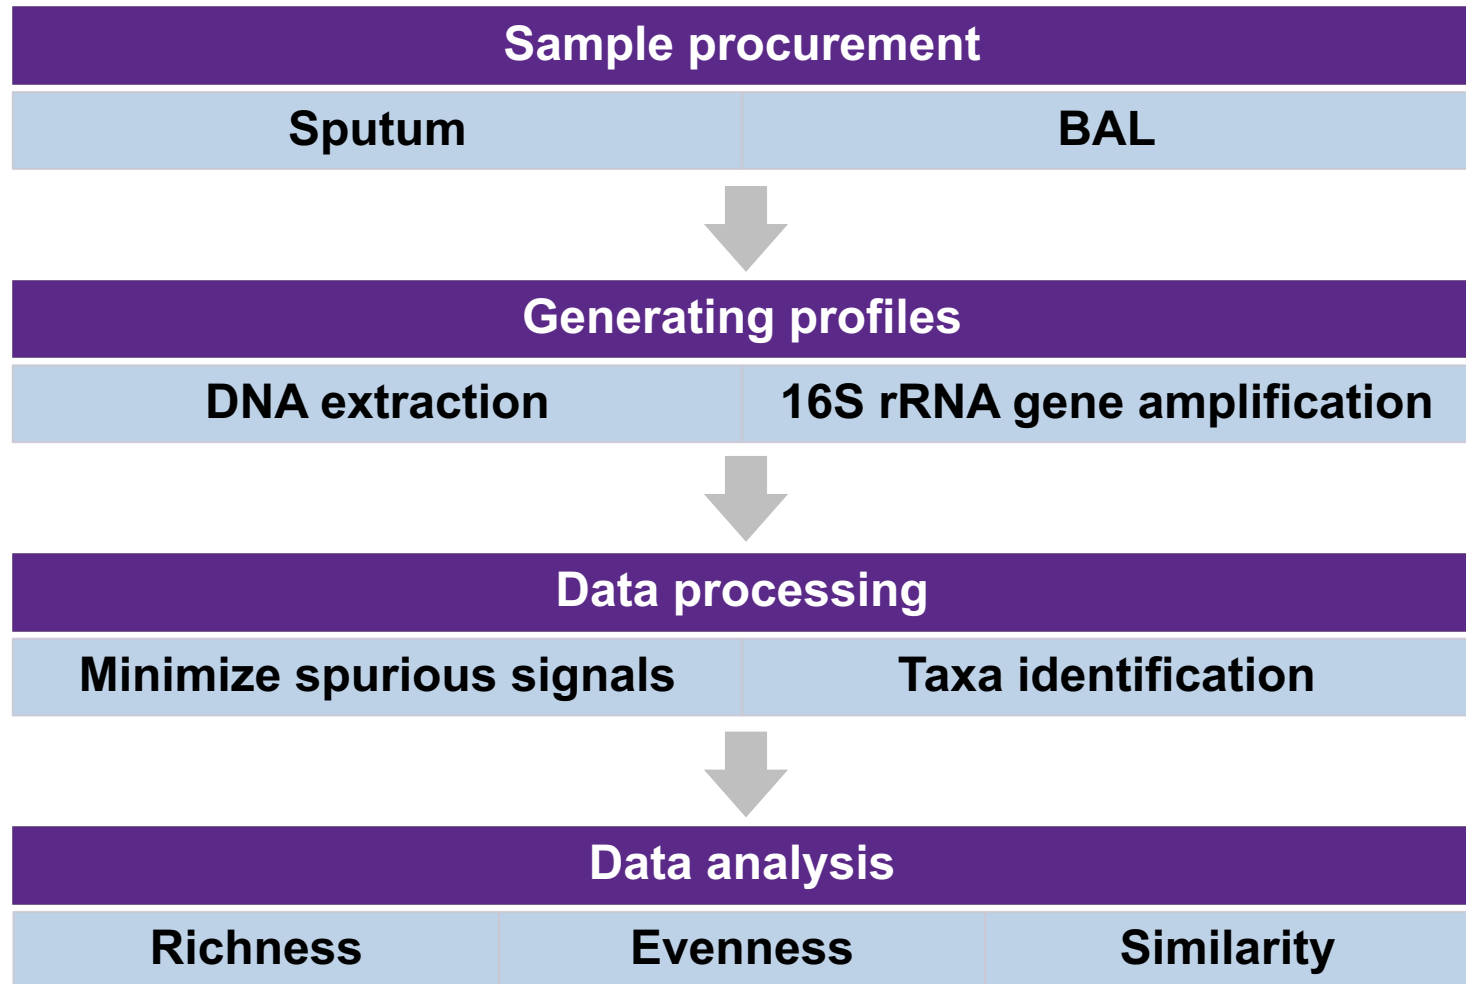 Sample procurement
Sputum BAL
Generating profiles
DNA extraction 16S rRNA gene amplification
Data processing
Minimize spurious signals Taxa identification
Data analysis
Richness Evenness Similarity